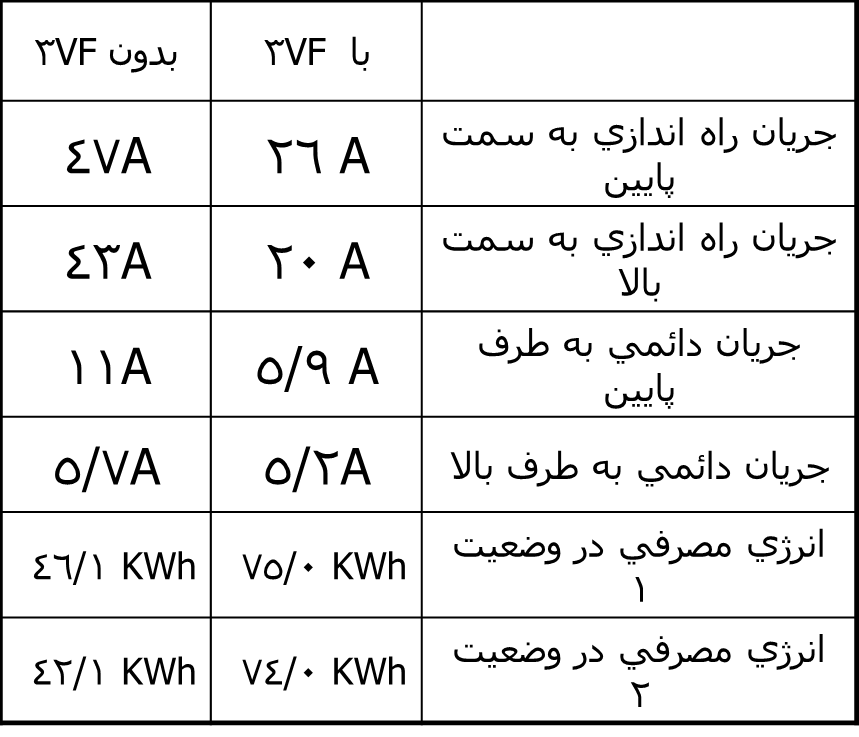 با ٣VF
بدون ٣VF
جريان راه اندازي به سمت
پايين
٢٦ A
٤٧A
جريان راه اندازي به سمت
بالا
٢٠ A
٤٣A
جريان دائمي به طرف
پايين
٥/٩ A
١١A
جريان دائمي به طرف بالا
٥/٢A
٥/٧A
انرژي مصرفي در وضعيت
١
٧٥/٠ KWh
٤٦/١ KWh
انرژي مصرفي در وضعيت
٢
٧٤/٠ KWh
٤٢/١ KWh